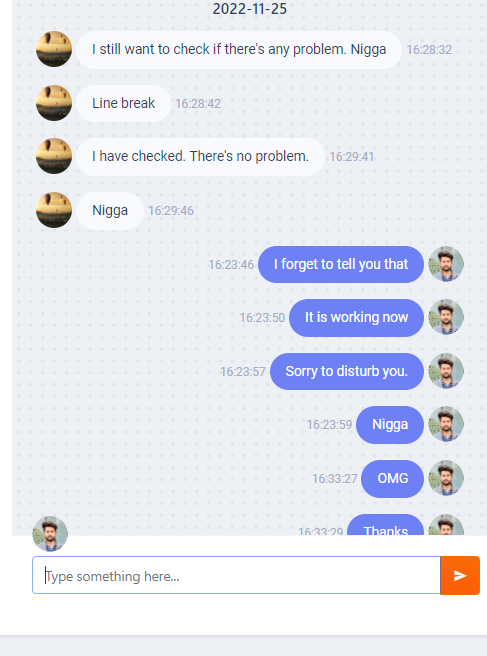 2022-11-25
I still want to check if there's any problem. Nigga 16:28:32
Line break 16:28:42
I have checked. There's no problem. 16:29:41
Nigga 16:29:46
16:23:46 I forget to tell you that
16:23:50 It is working now
16:23:57 Sorry to disturb you.
16:23:59 Nigga
16:33:27 OMG
16:33:29 Thanks
Type something here...